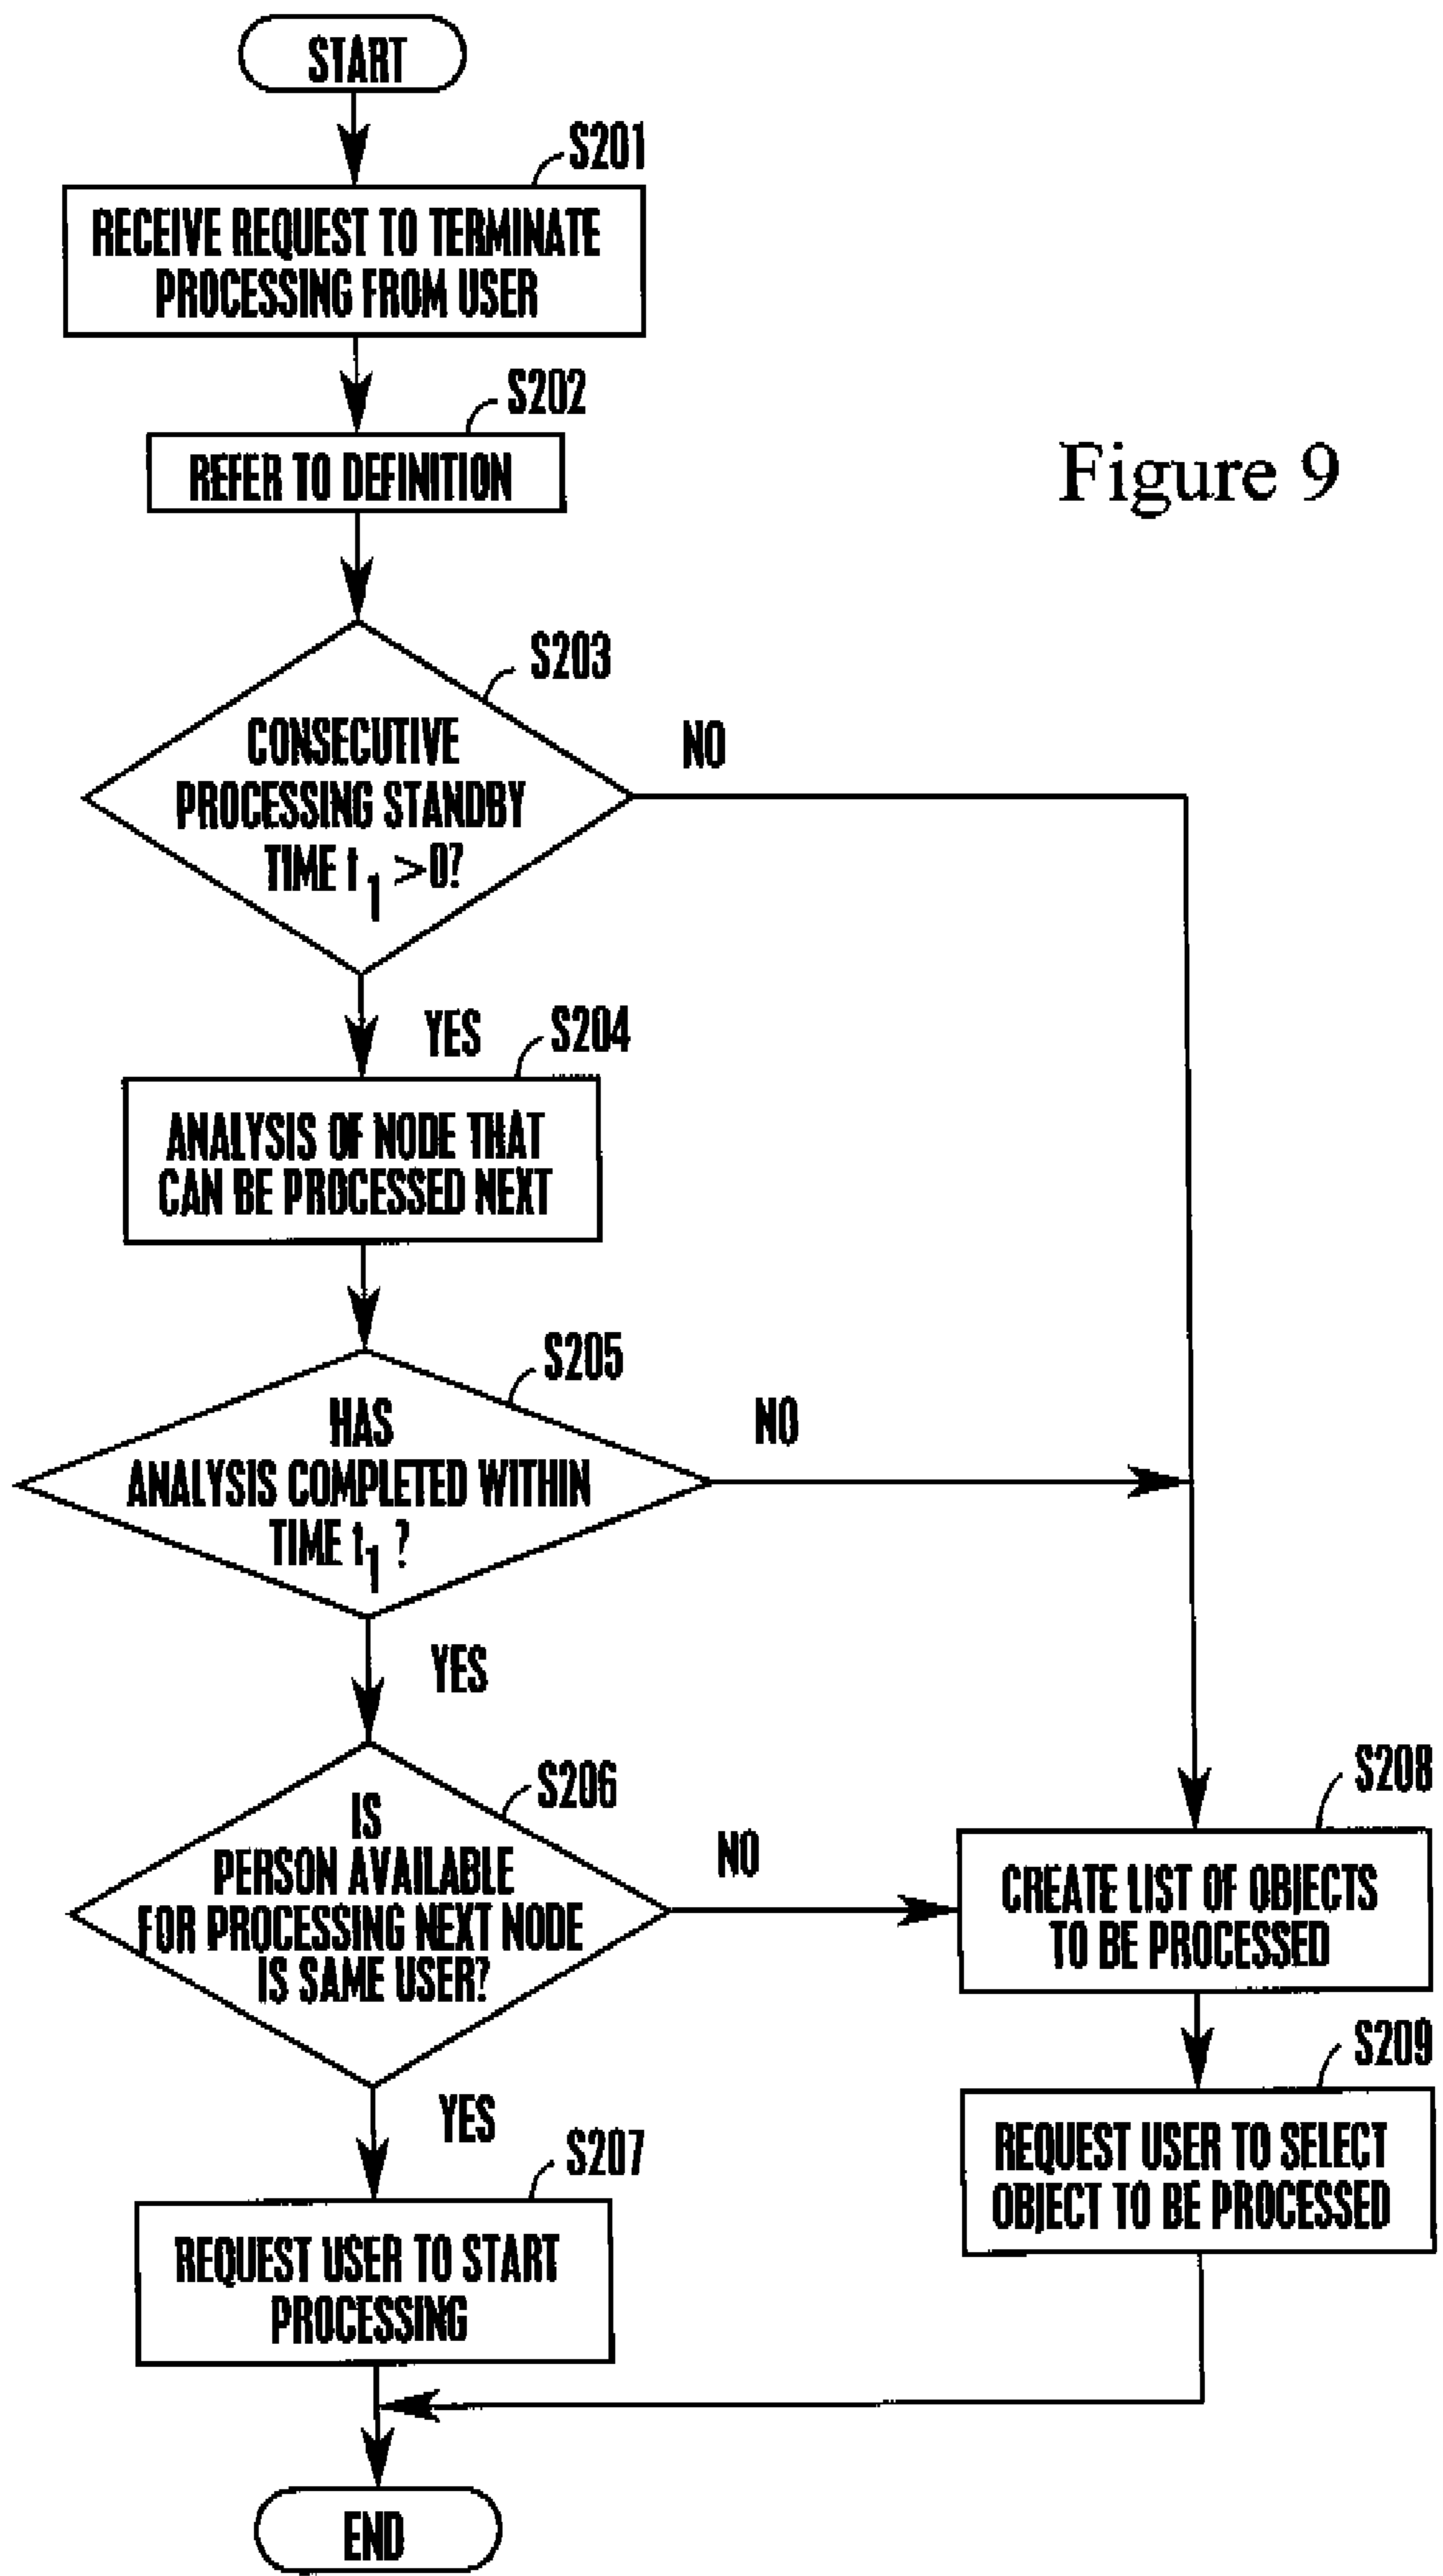 START
S201
RECEIVE REQUEST TO TERMINATE
PROCESSING FROM USER
S202
REFER TO DEFINITION
Figure 9
S203
CONSECUTIVE
PROCESSING STANDBY
TIME t1 >0?
NO
YES
S204
ANALYSIS OF NODE THAT
CAN BE PROCESSED NEXT
S205
HAS
ANALYSIS COMPLETED WITHIN
TIME t1 ?
NO
YES
S206
IS
PERSON AVAILABLE
FOR PROCESSING NEXT NODE
IS SAME USER?
NO
S208
CREATE LIST OF OBJECTS
TO BE PROCESSED
S209
REQUEST USER TO SELECT
OBJECT TO BE PROCESSED
YES
S207
REQUEST USER TO START
PROCESSING
END